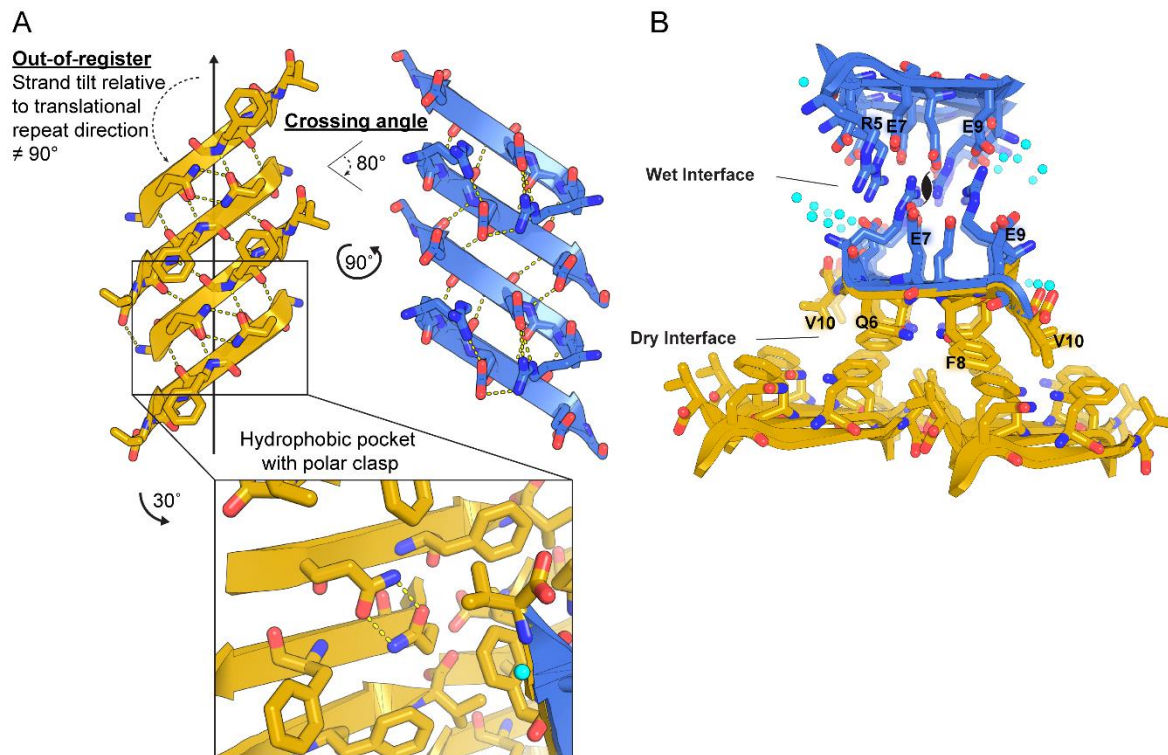 A
Out-of-register
Strand tilt relative
to translational
repeat direction
≠ 90°
Crossing angle
80°
90°
Hydrophobic pocket
with polar clasp
30°
B
R5 E7 E9
Wet Interface
E7 E9
V10 Q6
Dry Interface
V10
F8